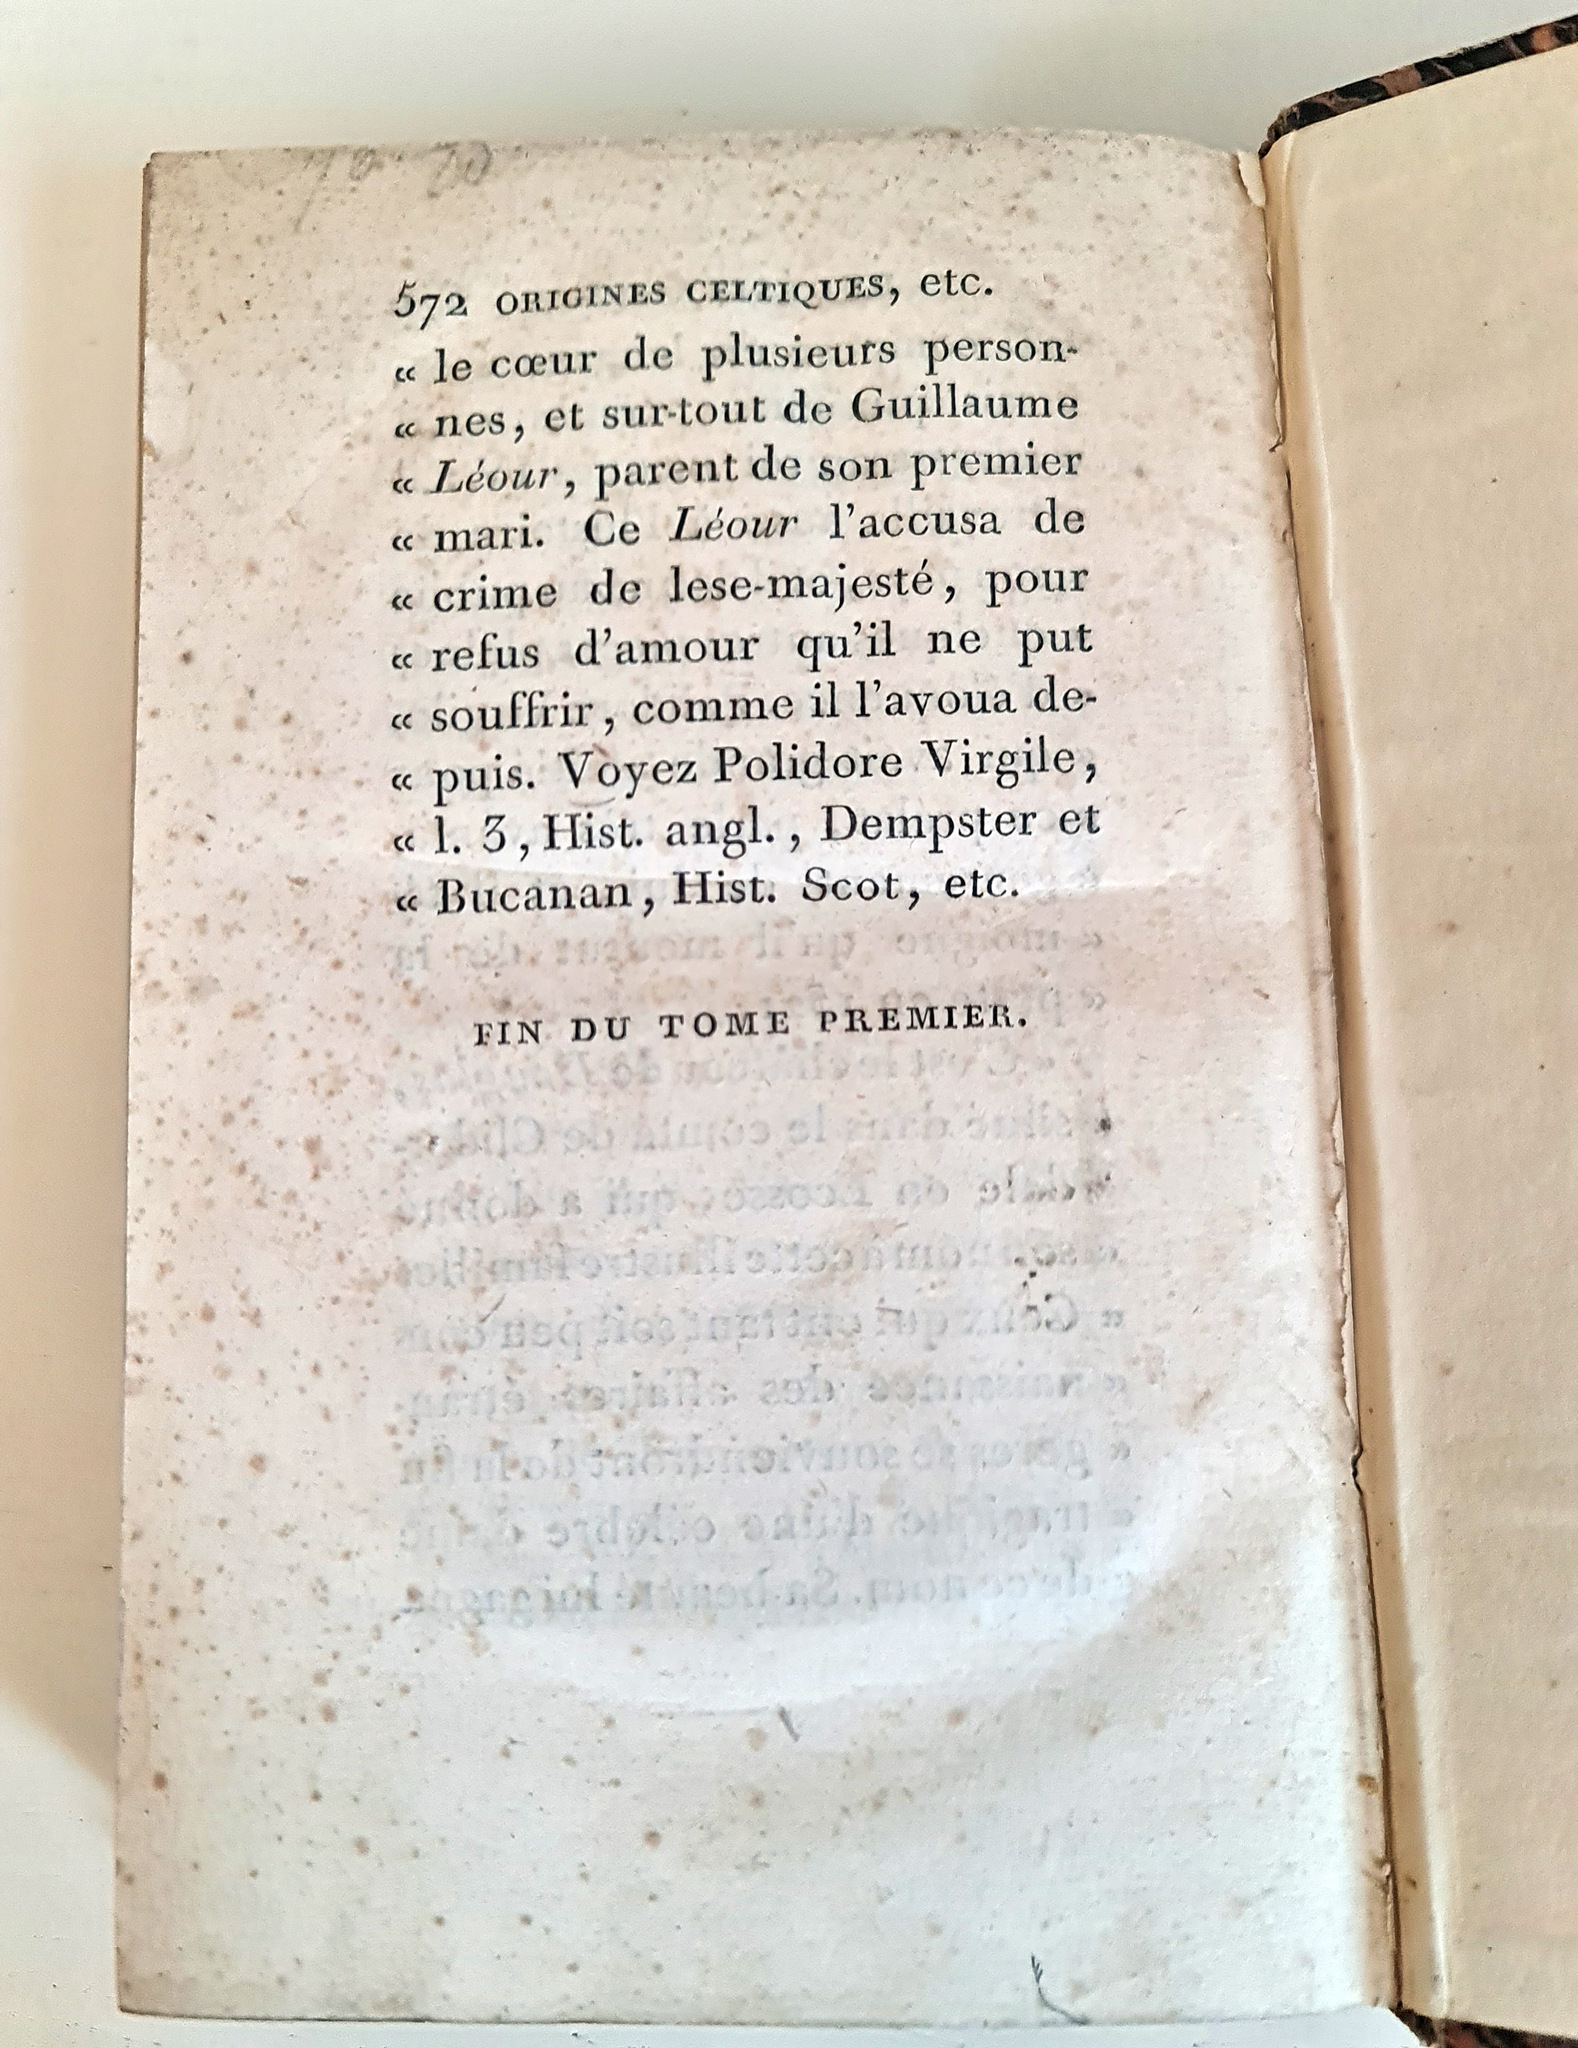 572 ORIGINES CELTIQUES, etc.
« le cœur de plusieurs person-
« nes, et sur-tout de Guillaume
« Léour, parent de son premier
« mari. Ce Léour l'accusa de
« crime de lese-majesté, pour
« refus d'amour qu'il ne put
« souffrir, comme il l'avoua de-
« puis. Voyez Polidore Virgile,
« l. 3, Hist. angl., Dempster et
« Bucanan, Hist. Scot, etc.
FIN DU TOME PREMIER.